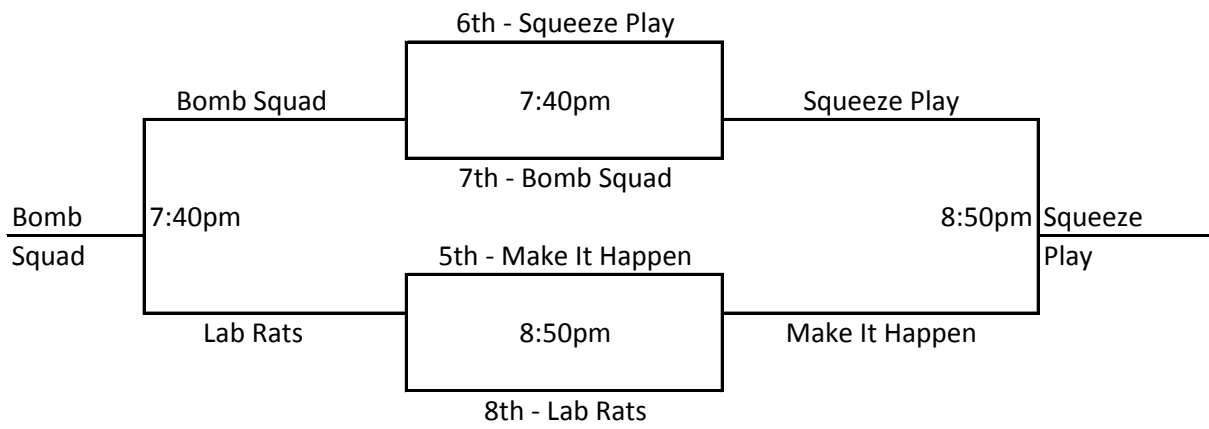 6th - Squeeze Play
Bomb Squad
7:40pm
Squeeze Play
7th - Bomb Squad
Bomb
7:40pm
8:50pm
Squeeze
Squad
5th - Make It Happen
Play
Lab Rats
8:50pm
Make It Happen
8th - Lab Rats